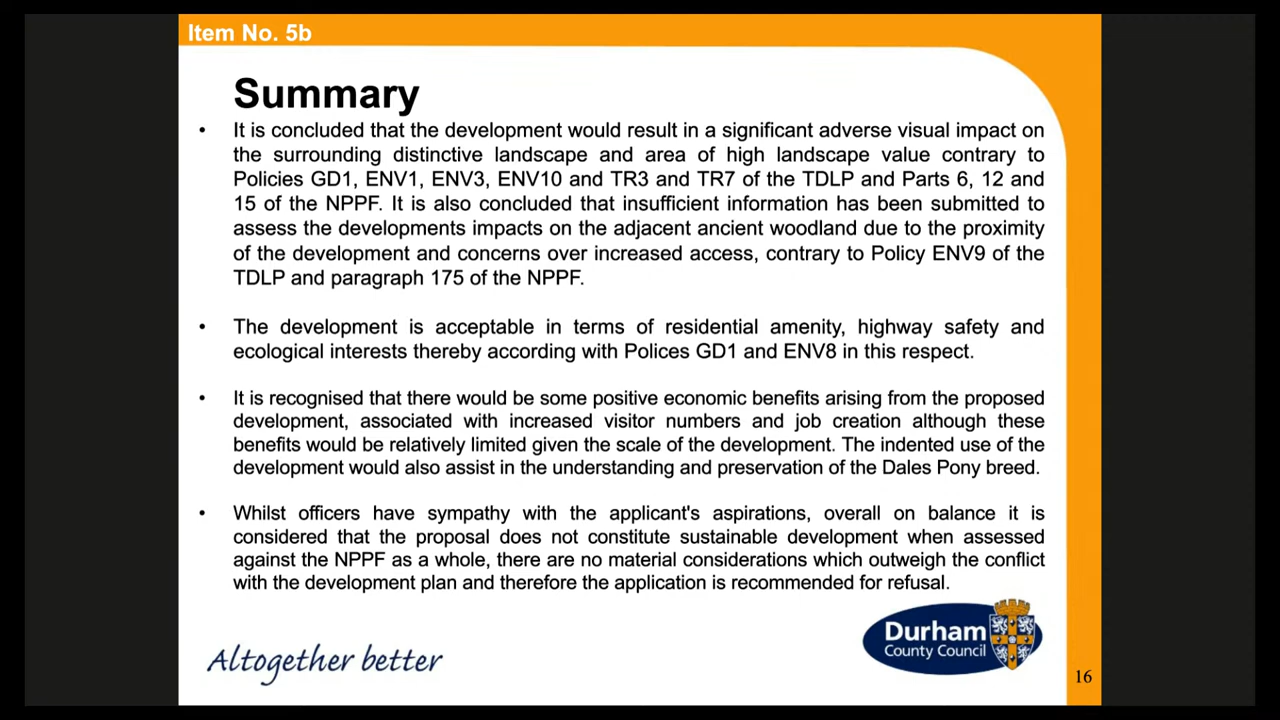 Item No. 5b
Summary
• It is concluded that the development would result in a significant adverse visual impact on
the surrounding distinctive landscape and area of high landscape value contrary to
Policies GD1, ENV1, ENV3, ENV10 and TR3 and TR7 of the TDLP and Parts 6, 12 and
15 of the NPPF. It is also concluded that insufficient information has been submitted to
assess the developments impacts on the adjacent ancient woodland due to the proximity
of the development and concerns over increased access, contrary to Policy ENV9 of the
TDLP and paragraph 175 of the NPPF.
• The development is acceptable in terms of residential amenity, highway safety and
ecological interests thereby according with Polices GD1 and ENV8 in this respect.
• It is recognised that there would be some positive economic benefits arising from the proposed
development, associated with increased visitor numbers and job creation although these
benefits would be relatively limited given the scale of the development. The indented use of the
development would also assist in the understanding and preservation of the Dales Pony breed.
• Whilst officers have sympathy with the applicant's aspirations, overall on balance it is
considered that the proposal does not constitute sustainable development when assessed
against the NPPF as a whole, there are no material considerations which outweigh the conflict
with the development plan and therefore the application is recommended for refusal.
Altogether better
Durham
County Council
16